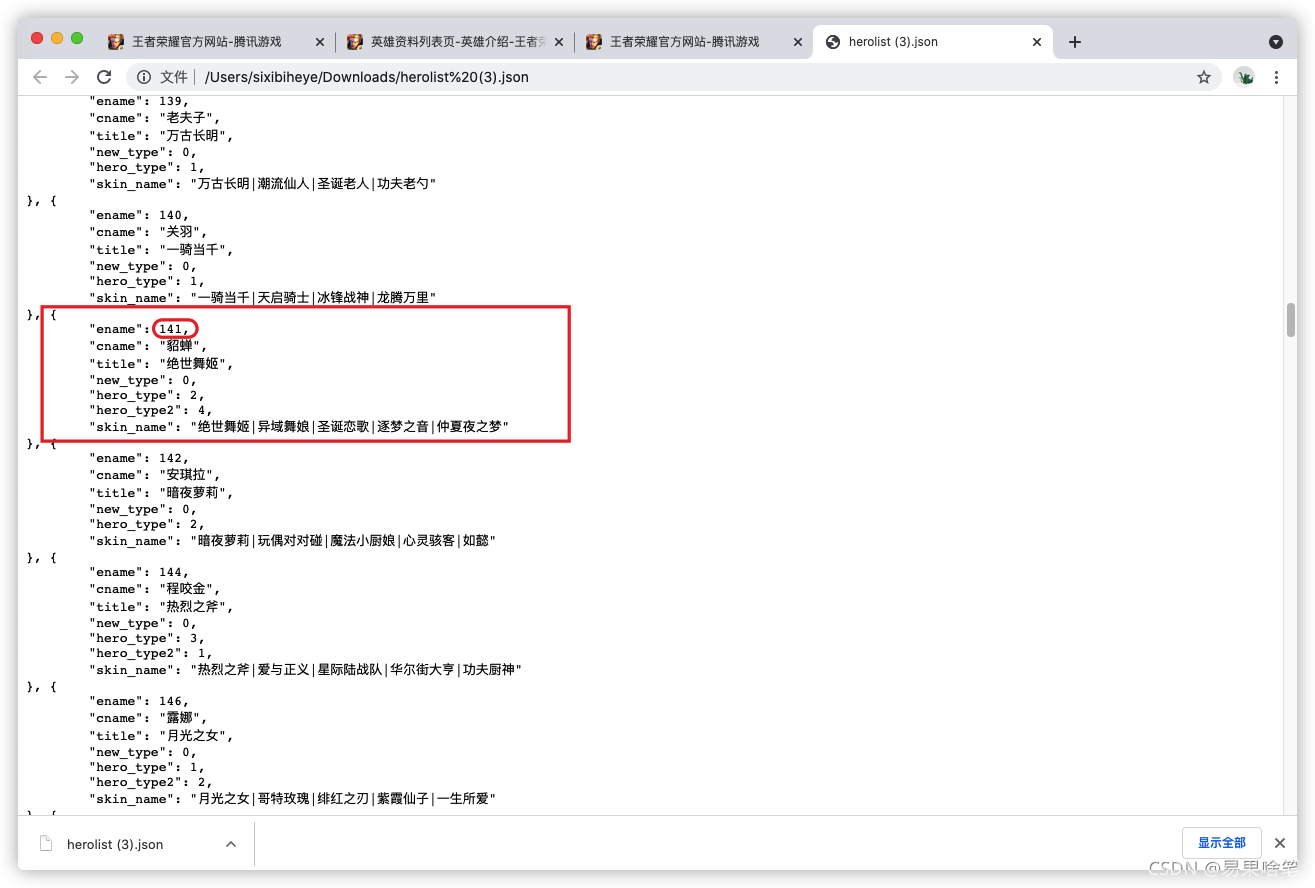 王者荣耀官方网站-腾讯游戏
英雄资料列表页-英雄介绍-王者荣
王者荣耀官方网站-腾讯游戏
herolist (3).json
文件
/Users/sixibiheye/Downloads/herolist%20(3).json
"ename": 139,
"cname": "老夫子",
"title": "万古长明",
"new_type": 0,
"hero_type": 1,
"skin_name": "万古长明|潮流仙人|圣诞老人|功夫老勺"
}, {
"ename": 140,
"cname": "关羽",
"title": "一骑当千",
"new_type": 0,
"hero_type": 1,
"skin_name": "一骑当千|天启骑士|冰锋战神|龙腾万里"
}, {
"ename": 141,
"cname": "貂蝉",
"title": "绝世舞姬",
"new_type": 0,
"hero_type": 2,
"hero_type2": 4,
"skin_name": "绝世舞姬|异域舞娘|圣诞恋歌|逐梦之音|仲夏夜之梦"
}, {
"ename": 142,
"cname": "安琪拉",
"title": "暗夜萝莉",
"new_type": 0,
"hero_type": 2,
"skin_name": "暗夜萝莉|玩偶对对碰|魔法小厨娘|心灵骇客|如懿"
}, {
"ename": 144,
"cname": "程咬金",
"title": "热烈之斧",
"new_type": 0,
"hero_type": 3,
"hero_type2": 1,
"skin_name": "热烈之斧|爱与正义|星际陆战队|华尔街大亨|功夫厨神"
}, {
"ename": 146,
"cname": "露娜",
"title": "月光之女",
"new_type": 0,
"hero_type": 1,
"hero_type2": 2,
"skin_name": "月光之女|哥特玫瑰|绯红之刃|紫霞仙子|一生所爱"
}, {
herolist (3).json
显示全部
CSDN @易果啥笔